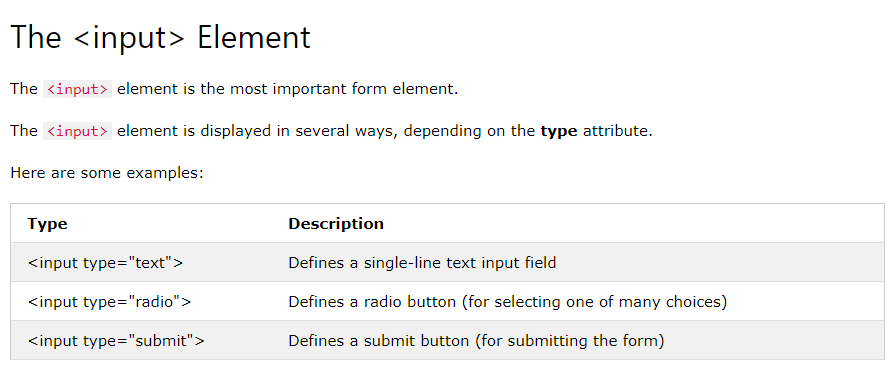 The <input> Element
The <input> element is the most important form element.
The <input> element is displayed in several ways, depending on the type attribute.
Here are some examples:
Type Description
<input type="text"> Defines a single-line text input field
<input type="radio"> Defines a radio button (for selecting one of many choices)
<input type="submit"> Defines a submit button (for submitting the form)